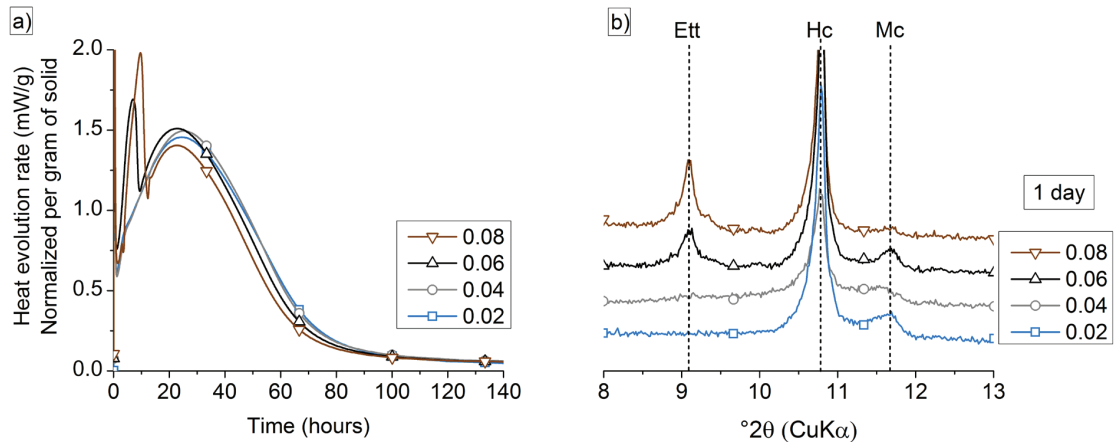 a)
Heat evolution rate (mW/g)
Normalized per gram of solid
2.0
1.5
1.0
0.5
0.0
0 20 40 60 80 100 120 140
Time (hours)
0.08
0.06
0.04
0.02
b)
Ett Hc Mc
1 day
0.08
0.06
0.04
0.02
8 9 10 11 12 13
°2θ (CuKα)